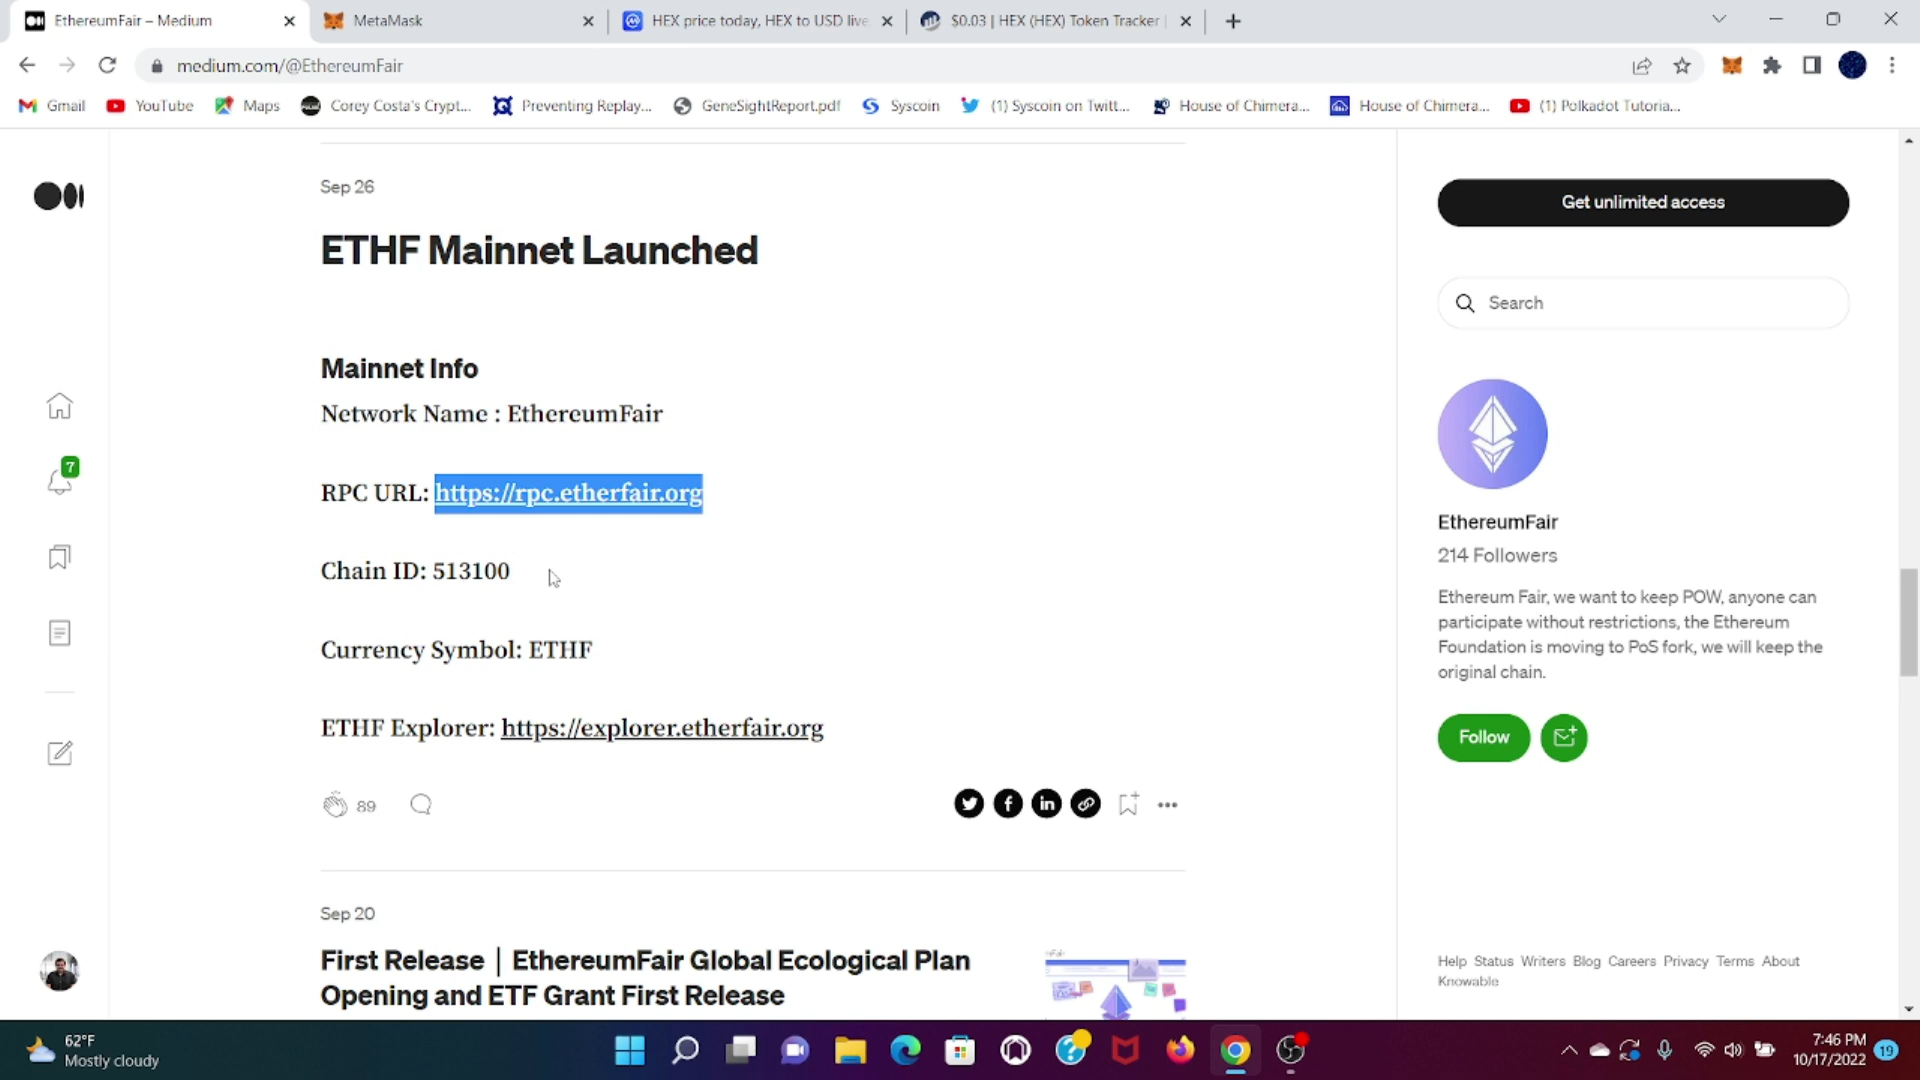 EthereumFair – Medium
MetaMask
HEX price today, HEX to USD live
$0.03 | HEX (HEX) Token Tracker |
medium.com/@EthereumFair
Gmail
YouTube
Maps
Corey Costa's Crypt...
Preventing Replay...
GeneSightReport.pdf
Syscoin
(1) Syscoin on Twitt...
House of Chimera...
House of Chimera...
(1) Polkadot Tutoria...
Sep 26
ETHF Mainnet Launched
Mainnet Info
Network Name : EthereumFair
RPC URL: https://rpc.etherfair.org
Chain ID: 513100
Currency Symbol: ETHF
ETHF Explorer: https://explorer.etherfair.org
89
Sep 20
First Release｜EthereumFair Global Ecological Plan
Opening and ETF Grant First Release
7
Get unlimited access
Search
EthereumFair
214 Followers
Ethereum Fair, we want to keep POW, anyone can
participate without restrictions, the Ethereum
Foundation is moving to PoS fork, we will keep the
original chain.
Follow
Help Status Writers Blog Careers Privacy Terms About
Knowable
62°F
Mostly cloudy
7:46 PM
10/17/2022
19